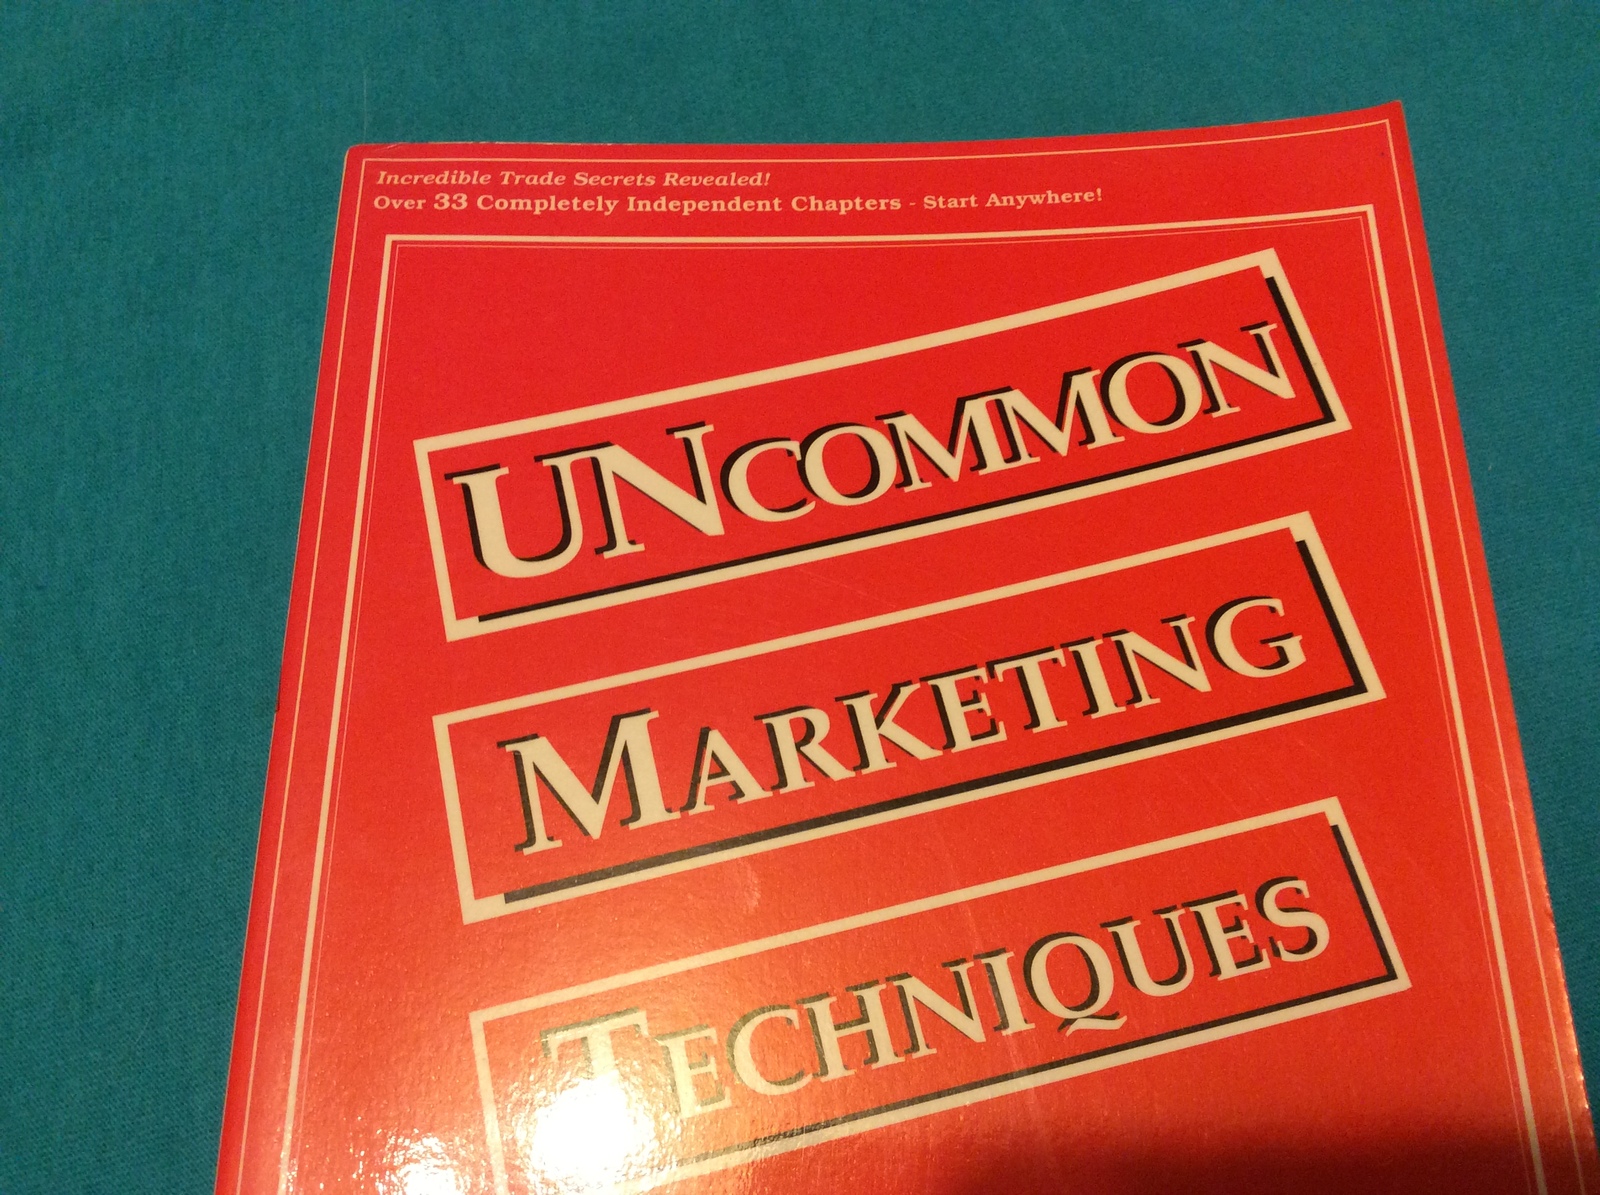 Incredible Trade Secrets Revealed!
Over 33 Completely Independent Chapters - Start Anywhere!
UNCOMMON
MARKETING
TECHNIQUES